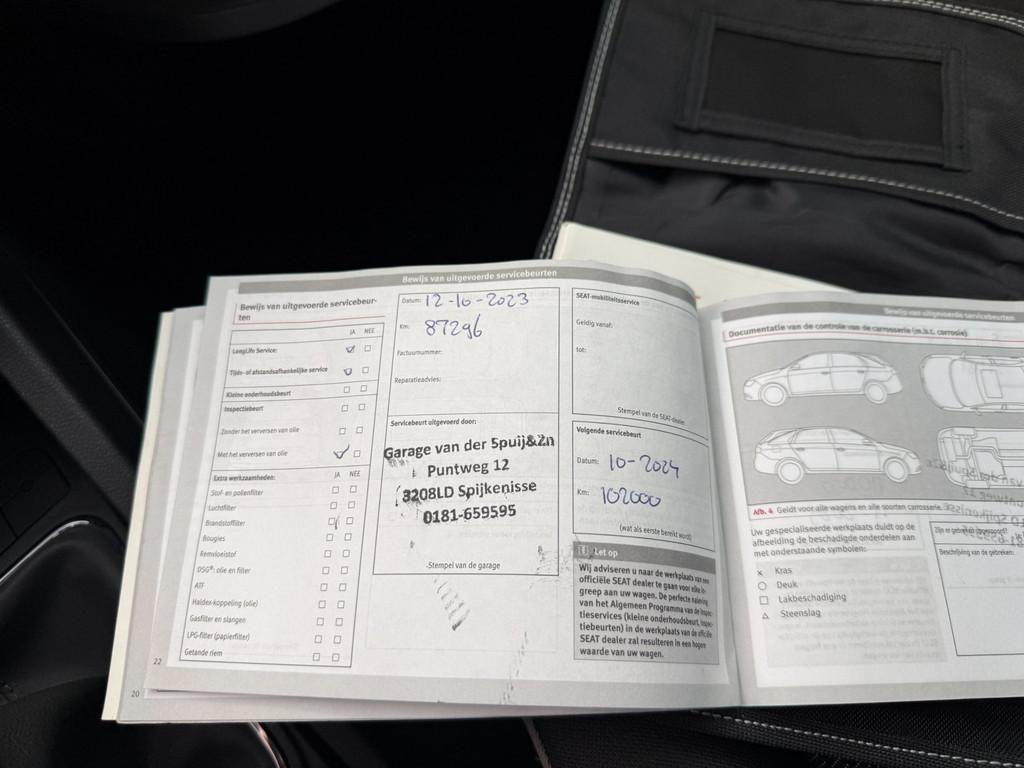 Bewijs van uitgevoerde servicebeurten
Bewijs van uitgevoerde servicebeur-
ten
JA NEE
LongLife Service:
Tijds- of afstandsafhankelijke service
Kleine onderhoudsbeurt
Inspectiebeurt
Zonder het verversen van olie
Met het verversen van olie
Extra werkzaamheden: JA NEE
Stof- en pollenfilter
Luchtfilter
Brandstoffilter
Bougies
Remvloeistof
DSG®: olie en filter
ATF
Haldex-koppeling (olie)
Gasfilter en slangen
LPG-filter (papierfilter)
Getande riem
22
20
Datum: 12-10-2023
Km: 87296
Factuurnummer:
Reparatieadvies:
Servicebeurt uitgevoerd door:
Garage van der Spuij&Zn
Puntweg 12
3208LD Spijkenisse
0181-659595
-Stempel van de garage
SEAT-mobiliteitsservice
Geldig vanaf:
tot:
Stempel van de SEAT-dealer
Volgende servicebeurt
Datum: 10-2024
Km: 102000
(wat als eerste bereikt wordt)
Let op
Wij adviseren u naar de werkplaats van een
officiële SEAT dealer te gaan voor elke in-
greep aan uw wagen. De perfecte naleving
van het Algemeen Programma van de Inspec-
tieservices (kleine onderhoudsbeurt, Inspec-
tiebeurten) in de werkplaats van de officiële
SEAT dealer zal resulteren in een hogere
waarde van uw wagen.
Bewijs van uitgevoerde servicebeurten
Documentatie van de controle van de carrosserie (m.b.t. corrosie)
Afb. 4 Geldt voor alle wagens en alle soorten carrosserie.
Uw gespecialiseerde werkplaats duidt op de
afbeelding de beschadigde onderdelen aan
met onderstaande symbolen:
Kras
Deuk
Lakbeschadiging
Steenslag
Zijn er gebreken opgespoord?
Beschrijving van de gebreken: